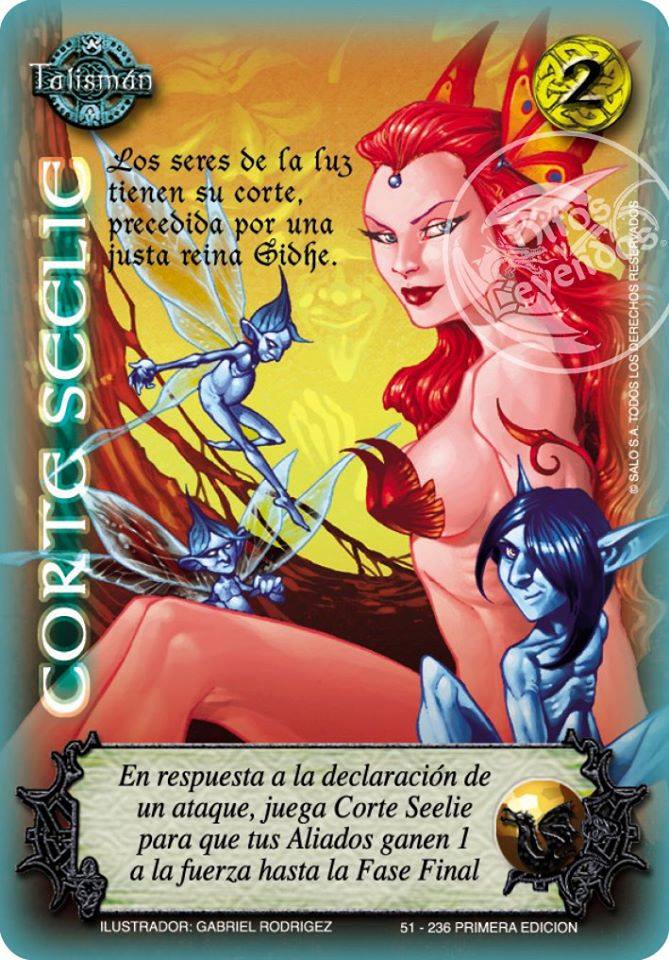 Talismán
2
Los seres de la luz
tienen su corte,
precedida por una
justa reina Sidhe.
Mitos y Leyendas
CORTE SEELIE
© SALO S.A. TODOS LOS DERECHOS RESERVADOS
En respuesta a la declaración de
un ataque, juega Corte Seelie
para que tus Aliados ganen 1
a la fuerza hasta la Fase Final
ILUSTRADOR: GABRIEL RODRIGEZ
51 - 236 PRIMERA EDICION